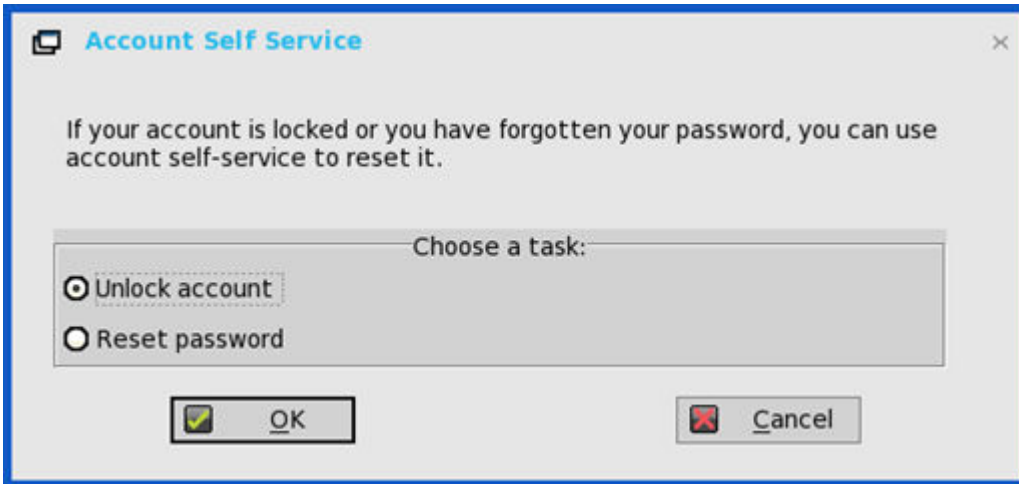 Account Self Service
If your account is locked or you have forgotten your password, you can use
account self-service to reset it.
Choose a task:
Unlock account
Reset password
OK
Cancel